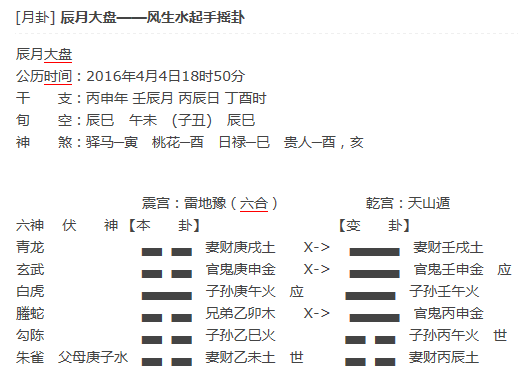 [月卦] 辰月大盘——风生水起手摇卦
辰月大盘
公历时间：2016年4月4日18时50分
干　　支：丙申年 壬辰月 丙辰日 丁酉时
旬　　空：辰巳　午未　(子丑)　辰巳
神　　煞：驿马─寅　桃花─酉　日禄─巳　贵人─酉，亥
震宫：雷地豫（六合） 乾宫：天山遁
六神　伏　　神 【本　　卦】 【变　　卦】
青龙 妻财庚戌土 X-> 妻财壬戌土
玄武 官鬼庚申金 X-> 官鬼壬申金 应
白虎 子孙庚午火 应 子孙壬午火
螣蛇 兄弟乙卯木 X-> 官鬼丙申金
勾陈 子孙乙巳火 子孙丙午火 世
朱雀 父母庚子水 妻财乙未土 世 妻财丙辰土